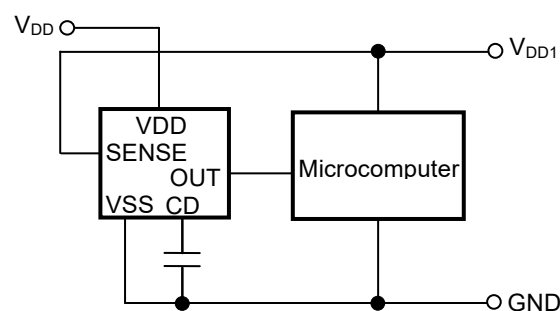 VDD
VDD1
VDD
SENSE
OUT
VSS CD
Microcomputer
GND